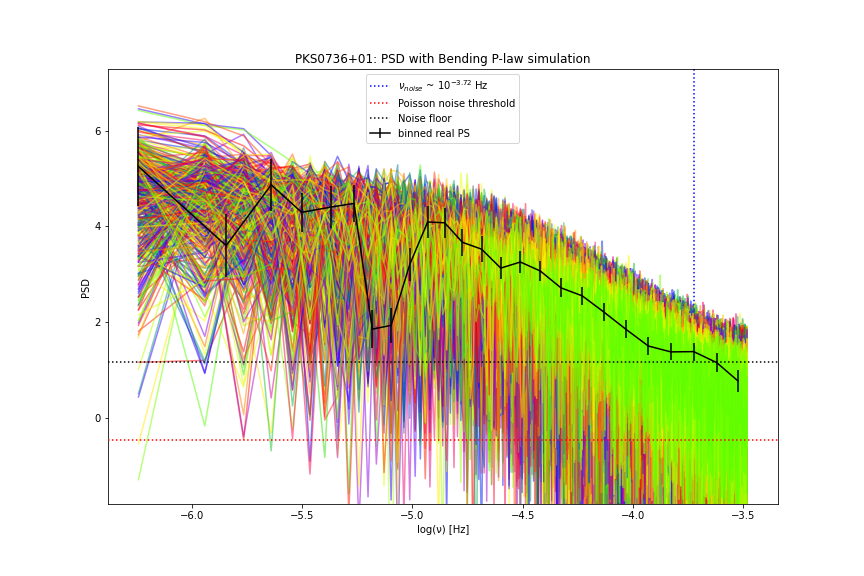 PKS0736+01: PSD with Bending P-law simulation
ν_noise ~ 10^−3.72 Hz
Poisson noise threshold
Noise floor
binned real PS
PSD
6
4
2
0
−6.0 −5.5 −5.0 −4.5 −4.0 −3.5
log(ν) [Hz]